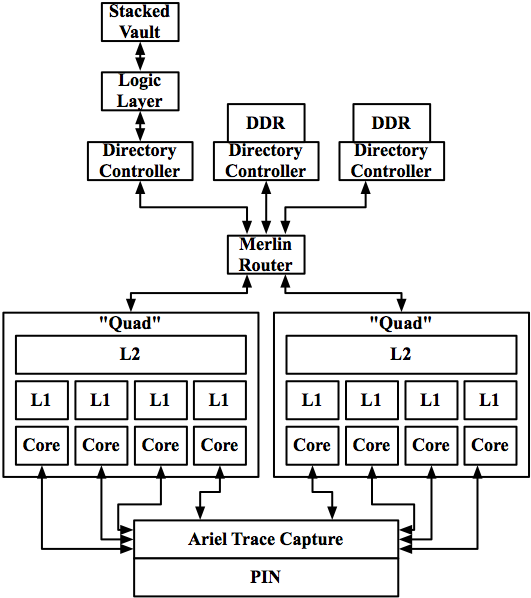 Stacked
Vault
Logic
Layer
DDR
DDR
Directory
Controller
Directory
Controller
Directory
Controller
Merlin
Router
"Quad"
L2
L1 L1 L1 L1
Core Core Core Core
"Quad"
L2
L1 L1 L1 L1
Core Core Core Core
Ariel Trace Capture
PIN